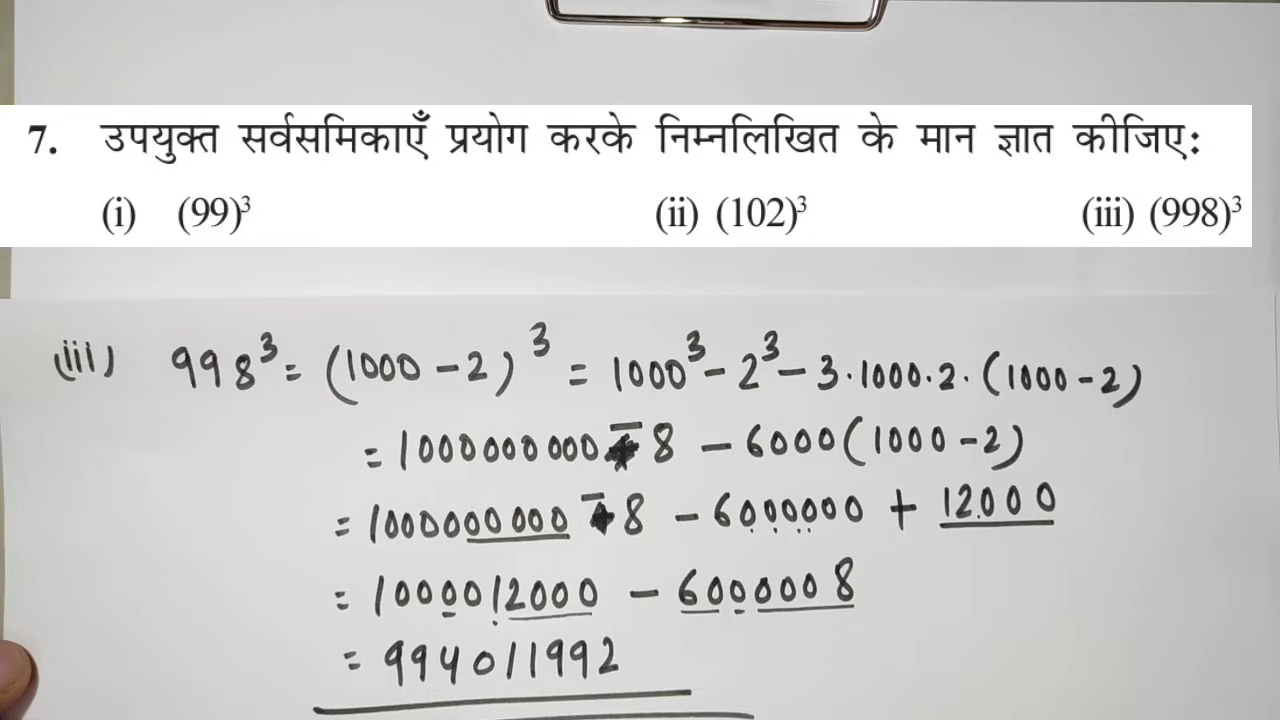 7. उपयुक्त सर्वसमिकाएँ प्रयोग करके निम्नलिखित के मान ज्ञात कीजिए:
(i) (99)³ (ii) (102)³ (iii) (998)³
(iii) 998³ = (1000 - 2)³ = 1000³ - 2³ - 3·1000·2·(1000 - 2)
= 1000000000 - 8 - 6000(1000 - 2)
= 1000000000 - 8 - 6000000 + 12000
= 1000012000 - 6000008
= 994011992